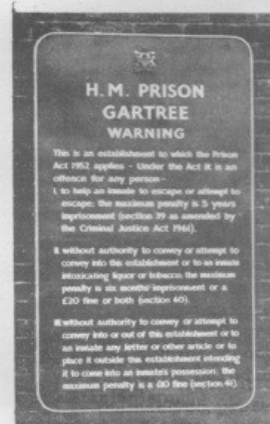 H. M. PRISON
GARTREE
WARNING
This is an establishment to which the Prison
Act 1952 applies – Under the Act it is an
offence for any person–
I. to help an inmate to escape or attempt to
escape; the maximum penalty is 5 years
imprisonment (section 39 as amended by
the Criminal Justice Act 1961).
II. without authority to convey or attempt to
convey into this establishment or to an inmate
intoxicating liquor or tobacco; the maximum
penalty is six months' imprisonment or a
£20 fine or both (section 40).
III. without authority to convey or attempt to
convey into or out of this establishment or to
an inmate any letter or other article or to
place it outside this establishment intending
it to come into an inmate's possession; the
maximum penalty is a £10 fine (section 41).